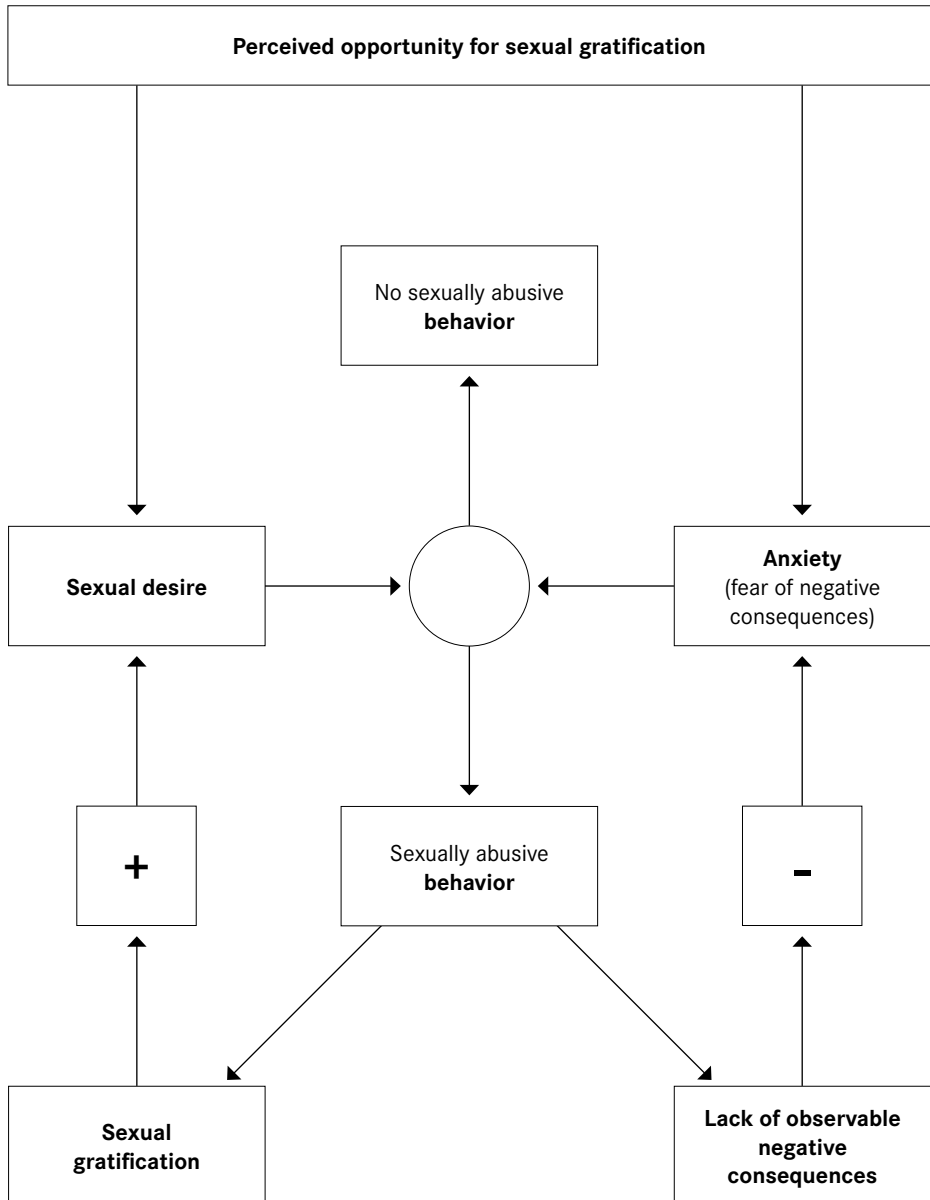 Perceived opportunity for sexual gratification
No sexually abusive
behavior
Sexual desire
Anxiety
(fear of negative
consequences)
+
Sexually abusive
behavior
-
Sexual
gratification
Lack of observable
negative
consequences